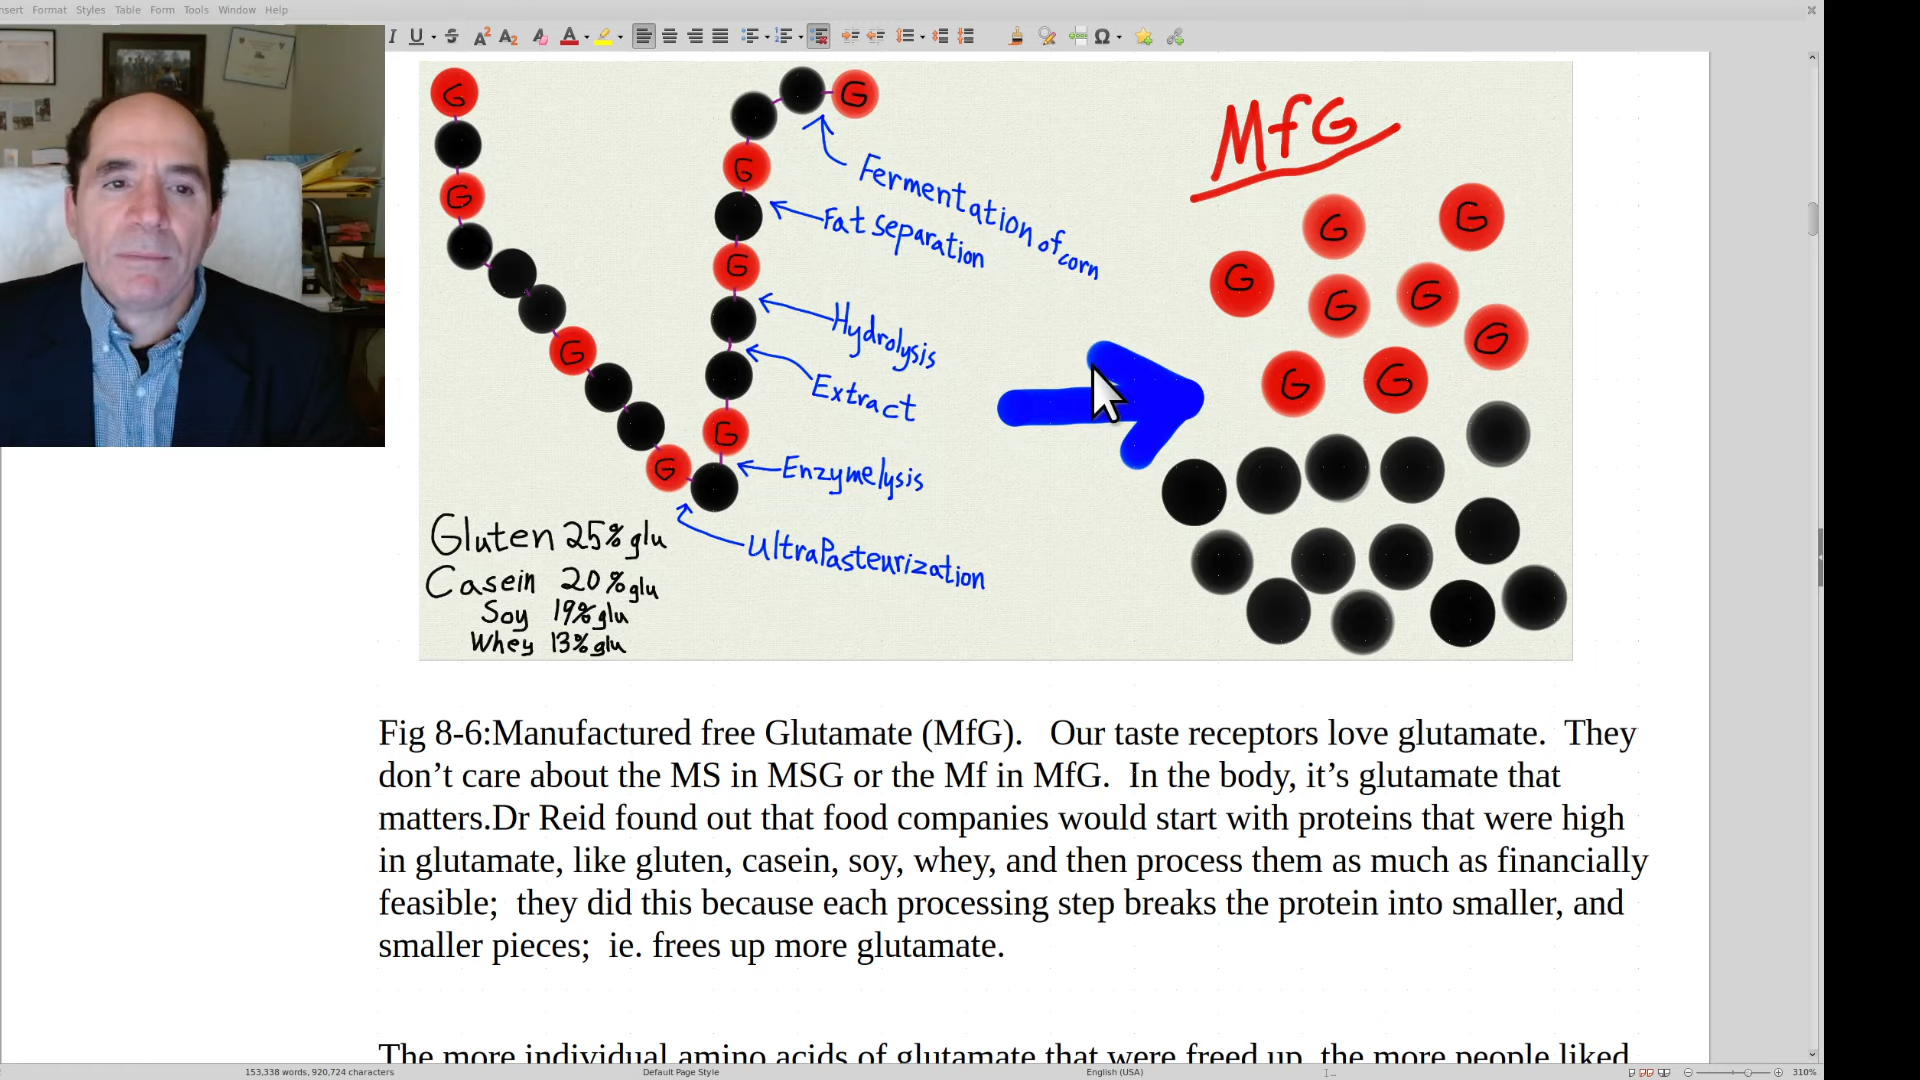 nsert Format Styles Table Form Tools Window Help
MfG
G
G
G
G
G
G
G
G
Fermentation of corn
Fat separation
Hydrolysis
Extract
Enzymelysis
UltraPasteurization
G
G
G
G
G
G
G
G
Gluten 25% glu
Casein 20% glu
Soy 19% glu
Whey 13% glu
Fig 8-6:Manufactured free Glutamate (MfG).   Our taste receptors love glutamate.  They
don’t care about the MS in MSG or the Mf in MfG.  In the body, it’s glutamate that
matters.Dr Reid found out that food companies would start with proteins that were high
in glutamate, like gluten, casein, soy, whey, and then process them as much as financially
feasible;  they did this because each processing step breaks the protein into smaller, and
smaller pieces;  ie. frees up more glutamate.
The more individual amino acids of glutamate that were freed up, the more people liked
153,338 words, 920,724 characters Default Page Style English (USA) 310%